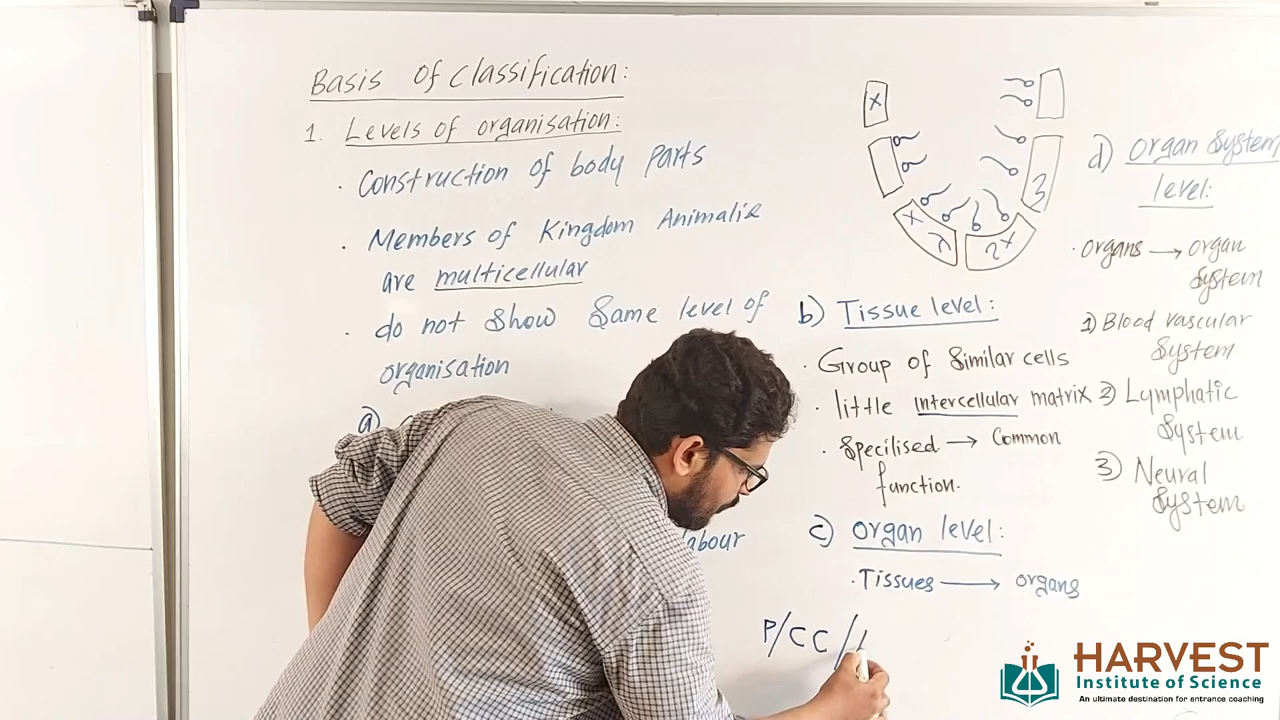 Basis of Classification:
1. Levels of organisation:
· Construction of body parts
· Members of Kingdom Animalia
are multicellular
· do not show same level of
organisation
a)
labour
x
x
2
2x
3
b) Tissue level:
· Group of similar cells
· little intercellular matrix
· Specilised → Common
function.
c) Organ level:
· Tissues → organs
P/CC/
d) Organ System
level:
· Organs → organ
System
1) Blood vascular
System
2) Lymphatic
System
3) Neural
System
HARVEST
Institute of Science
An ultimate destination for entrance coaching